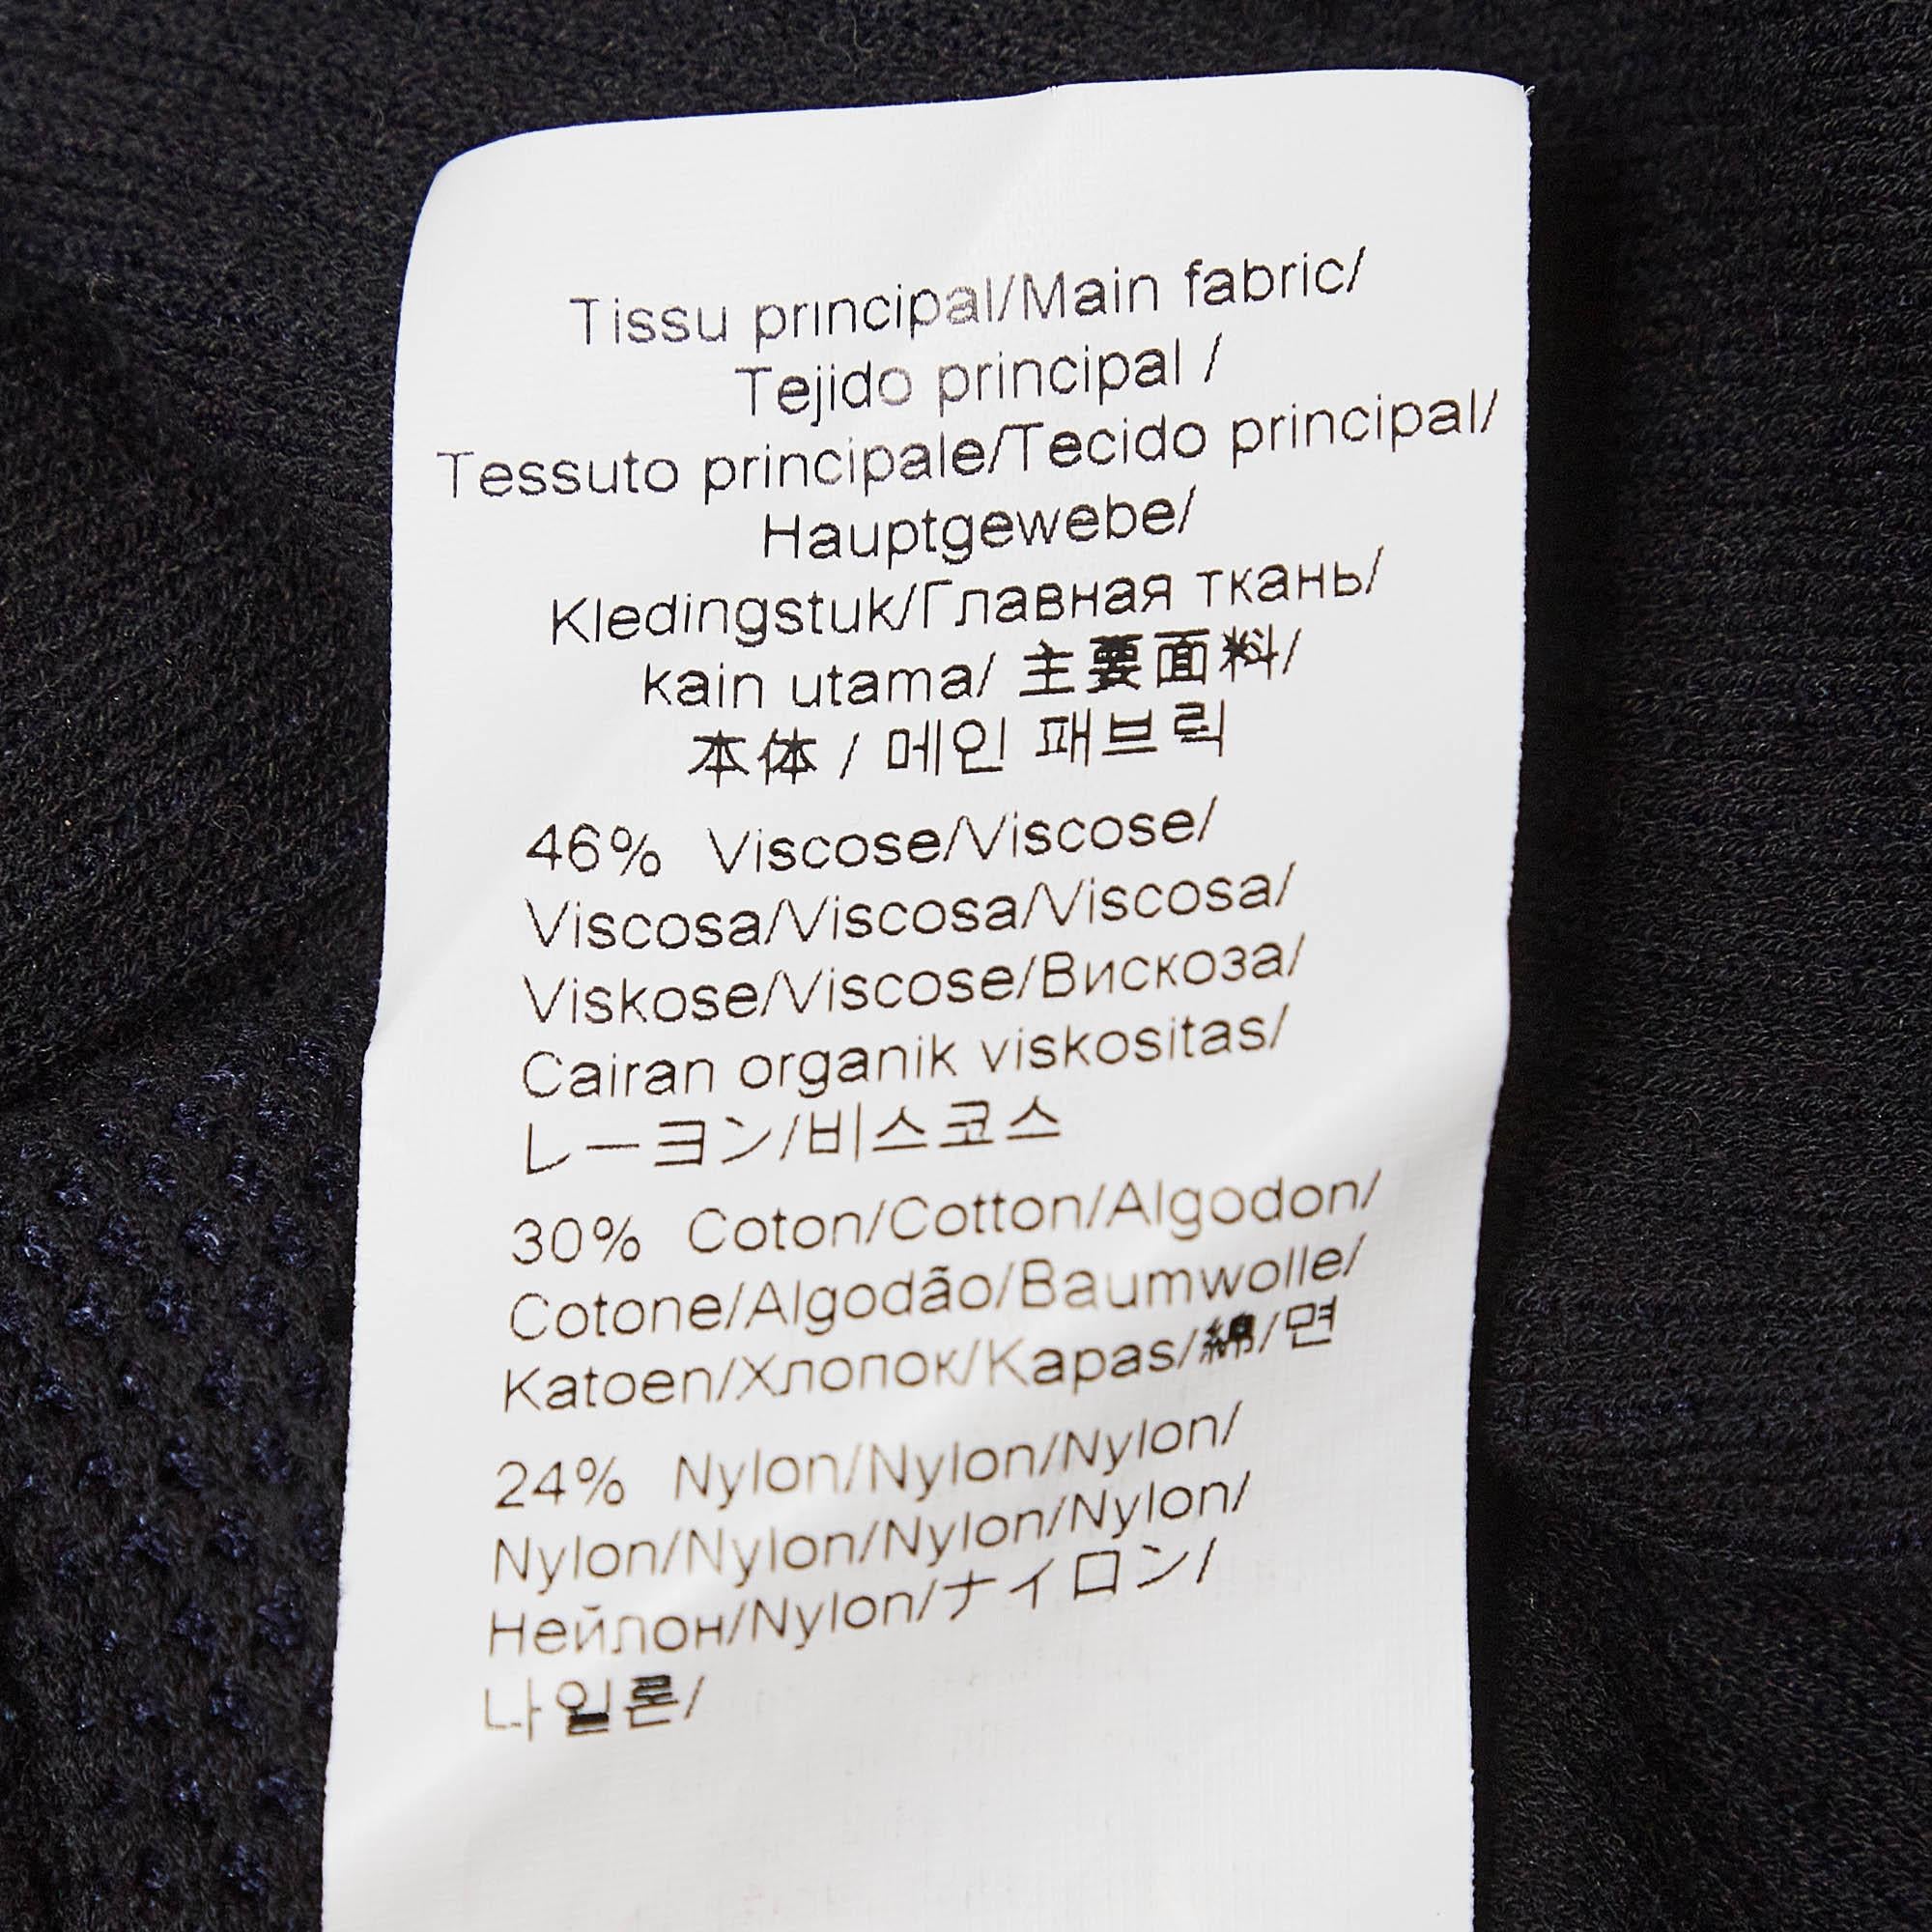 Tissu principal/Main fabric/
Tejido principal /
Tessuto principale/Tecido principal/
Hauptgewebe/
Kledingstuk/Главная ткань/
kain utama/ 主要面料/
本体 / 메인 패브릭
46% Viscose/Viscose/
Viscosa/Viscosa/Viscosa/
Viskose/Viscose/Вискоза/
Cairan organik viskositas/
レーヨン/비스코스
30% Coton/Cotton/Algodon/
Cotone/Algodão/Baumwolle/
Katoen/Хлопок/Kapas/綿/면
24% Nylon/Nylon/Nylon/
Nylon/Nylon/Nylon/Nylon/
Нейлон/Nylon/ナイロン/
나일론/